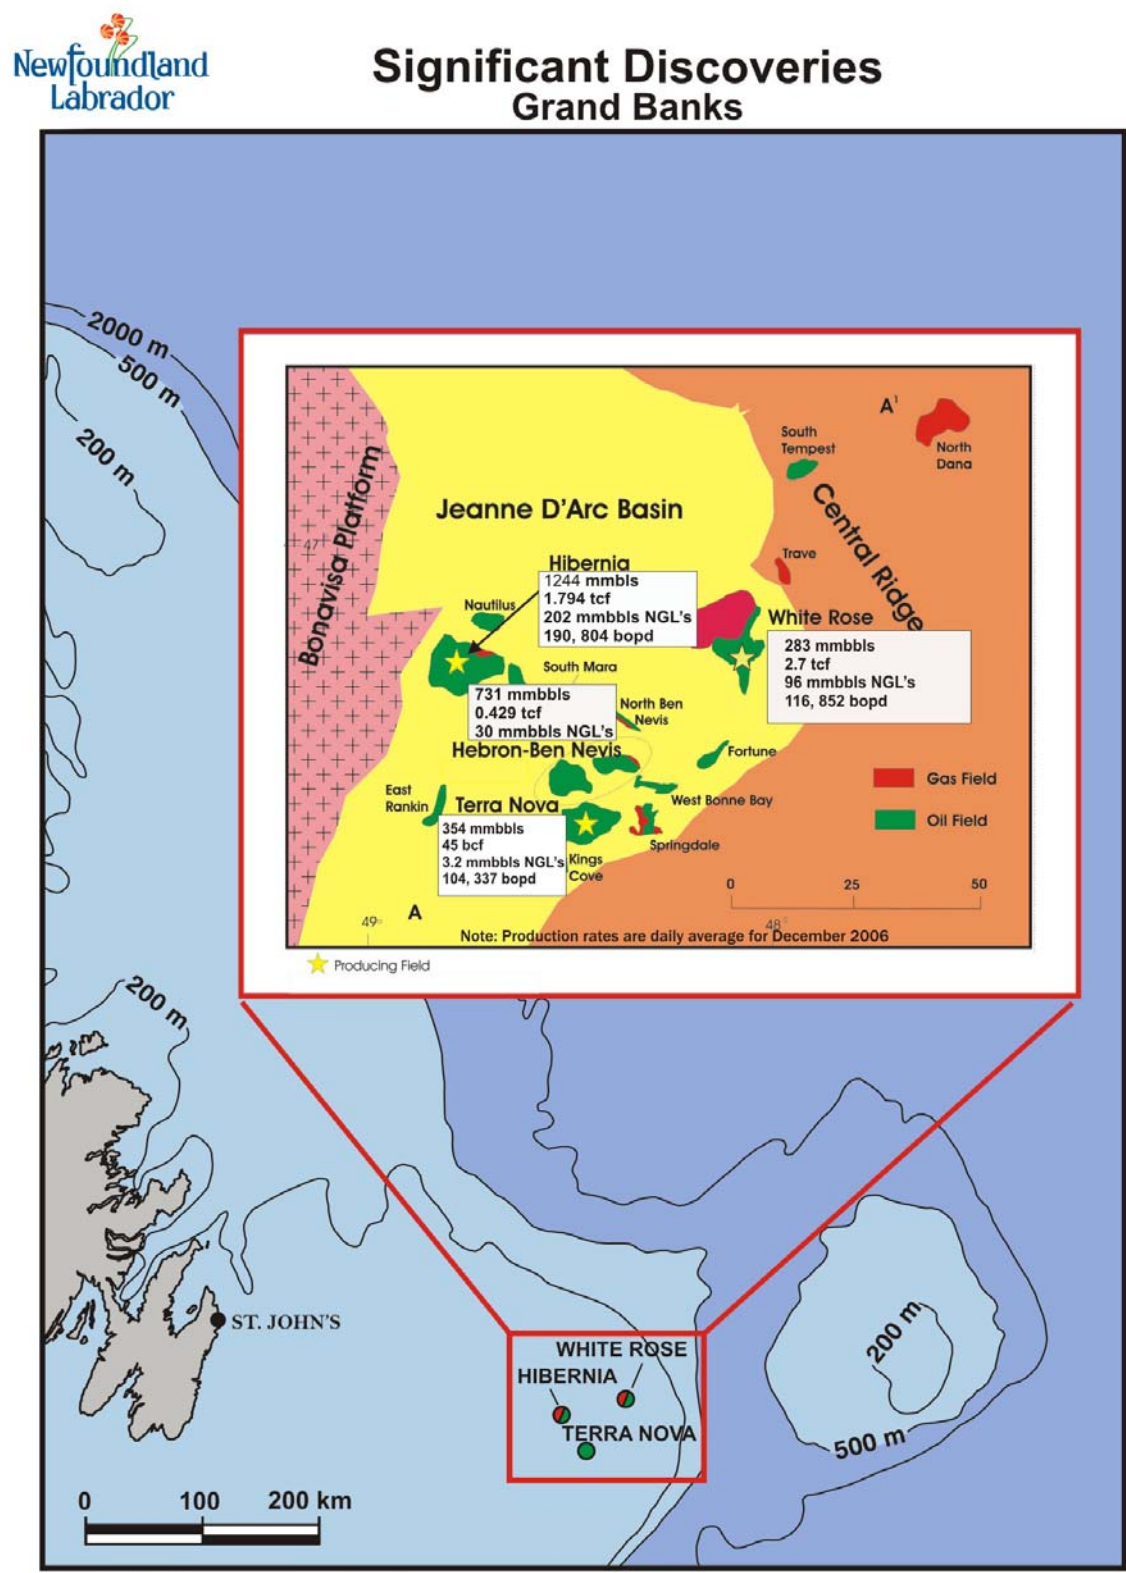 Newfoundland
Labrador
Significant Discoveries
Grand Banks
2000 m
500 m
200 m
Bonavisa Platform
47
Jeanne D'Arc Basin
A'
North
Dana
South
Tempest
Central Ridge
Trave
Hibernia
1244 mmbls
1.794 tcf
202 mmbbls NGL's
190, 804 bopd
Nautilus
White Rose
283 mmbbls
2.7 tcf
96 mmbbls NGL's
116, 852 bopd
South Mara
731 mmbbls
0.429 tcf
30 mmbbls NGL's
North Ben
Nevis
Hebron-Ben Nevis
Fortune
East
Rankin
West Bonne Bay
Terra Nova
354 mmbbls
45 bcf
3.2 mmbbls NGL's
104, 337 bopd
Kings
Cove
Springdale
Gas Field
Oil Field
0 25 50
A
49°
48°
Note: Production rates are daily average for December 2006
Producing Field
200 m
ST. JOHN'S
WHITE ROSE
HIBERNIA
TERRA NOVA
200 m
500 m
0 100 200 km